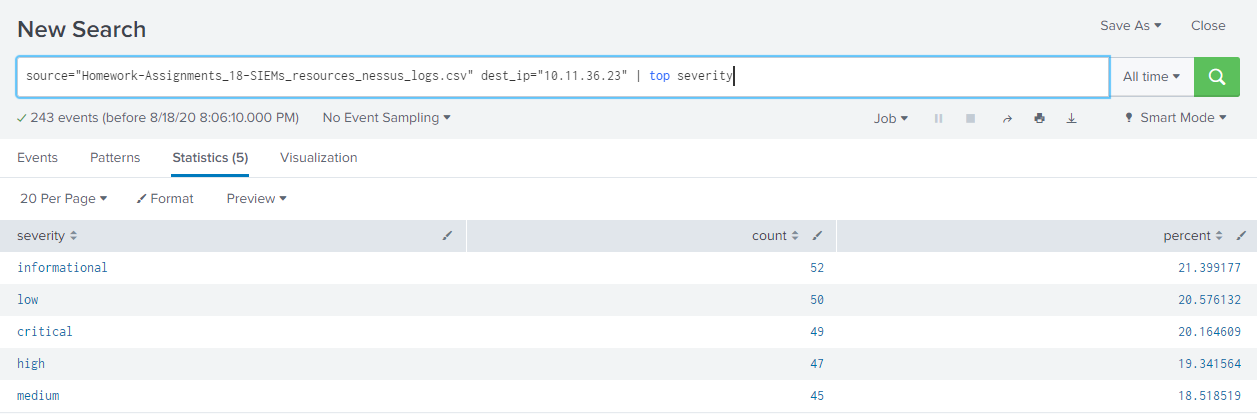 New Search
Save As Close
source="Homework-Assignments_18-SIEMs_resources_nessus_logs.csv" dest_ip="10.11.36.23" | top severity
All time
243 events (before 8/18/20 8:06:10.000 PM) No Event Sampling Job Smart Mode
Events Patterns Statistics (5) Visualization
20 Per Page Format Preview
severity count percent
informational 52 21.399177
low 50 20.576132
critical 49 20.164609
high 47 19.341564
medium 45 18.518519